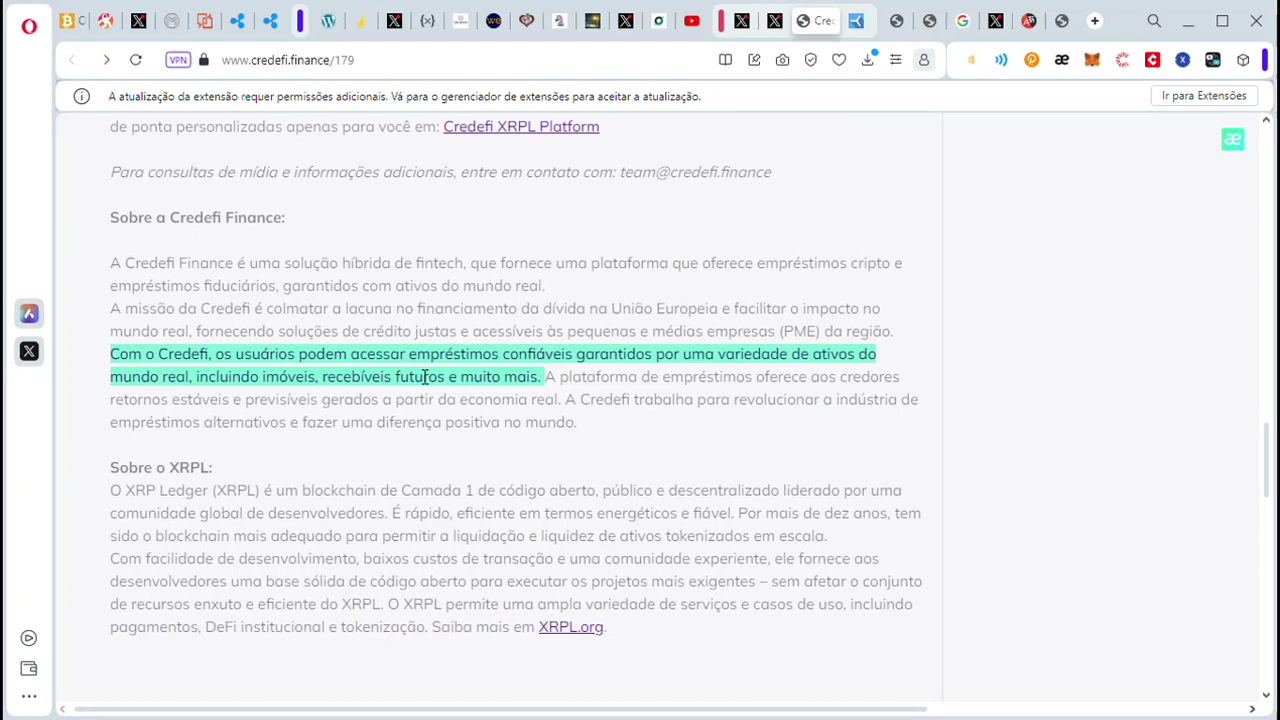 Crec
VPN
www.credefi.finance/179
A atualização da extensão requer permissões adicionais. Vá para o gerenciador de extensões para aceitar a atualização.
Ir para Extensões
de ponta personalizadas apenas para você em: Credefi XRPL Platform
æ
Para consultas de mídia e informações adicionais, entre em contato com: team@credefi.finance
Sobre a Credefi Finance:
A Credefi Finance é uma solução híbrida de fintech, que fornece uma plataforma que oferece empréstimos cripto e
empréstimos fiduciários, garantidos com ativos do mundo real.
A missão da Credefi é colmatar a lacuna no financiamento da dívida na União Europeia e facilitar o impacto no
mundo real, fornecendo soluções de crédito justas e acessíveis às pequenas e médias empresas (PME) da região.
Com o Credefi, os usuários podem acessar empréstimos confiáveis garantidos por uma variedade de ativos do
mundo real, incluindo imóveis, recebíveis futuros e muito mais. A plataforma de empréstimos oferece aos credores
retornos estáveis e previsíveis gerados a partir da economia real. A Credefi trabalha para revolucionar a indústria de
empréstimos alternativos e fazer uma diferença positiva no mundo.
Sobre o XRPL:
O XRP Ledger (XRPL) é um blockchain de Camada 1 de código aberto, público e descentralizado liderado por uma
comunidade global de desenvolvedores. É rápido, eficiente em termos energéticos e fiável. Por mais de dez anos, tem
sido o blockchain mais adequado para permitir a liquidação e liquidez de ativos tokenizados em escala.
Com facilidade de desenvolvimento, baixos custos de transação e uma comunidade experiente, ele fornece aos
desenvolvedores uma base sólida de código aberto para executar os projetos mais exigentes – sem afetar o conjunto
de recursos enxuto e eficiente do XRPL. O XRPL permite uma ampla variedade de serviços e casos de uso, incluindo
pagamentos, DeFi institucional e tokenização. Saiba mais em XRPL.org.